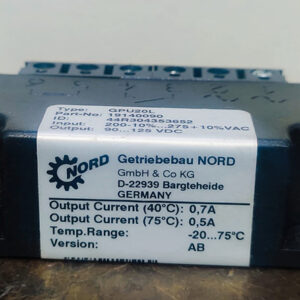 Type: GPU20L
Part-No: 19140090
ID: 44R304353652
Input: 200-10%...275+10%VAC
Output: 90...125 VDC
NORD
Getriebebau NORD
GmbH & Co KG
D-22939 Bargteheide
GERMANY
Output Current (40°C): 0,7A
Output Current (75°C): 0,5A
Temp.Range: -20...75°C
Version: AB